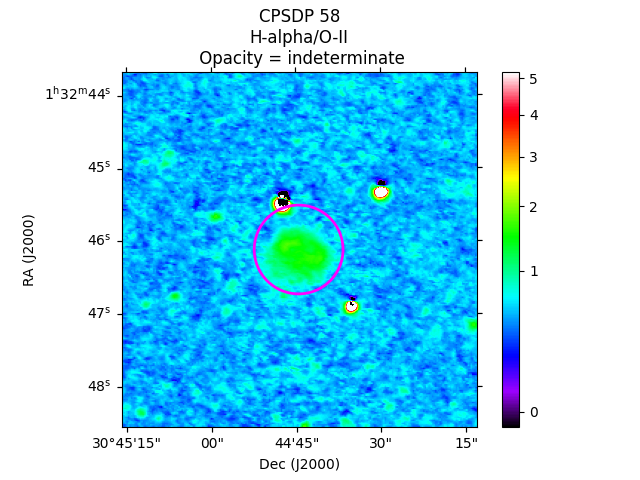 CPSDP 58
H-alpha/O-II
Opacity = indeterminate
1ʰ32ᵐ44ˢ
45ˢ
46ˢ
47ˢ
48ˢ
RA (J2000)
30°45'15" 00" 44'45" 30" 15"
Dec (J2000)
5
4
3
2
1
0